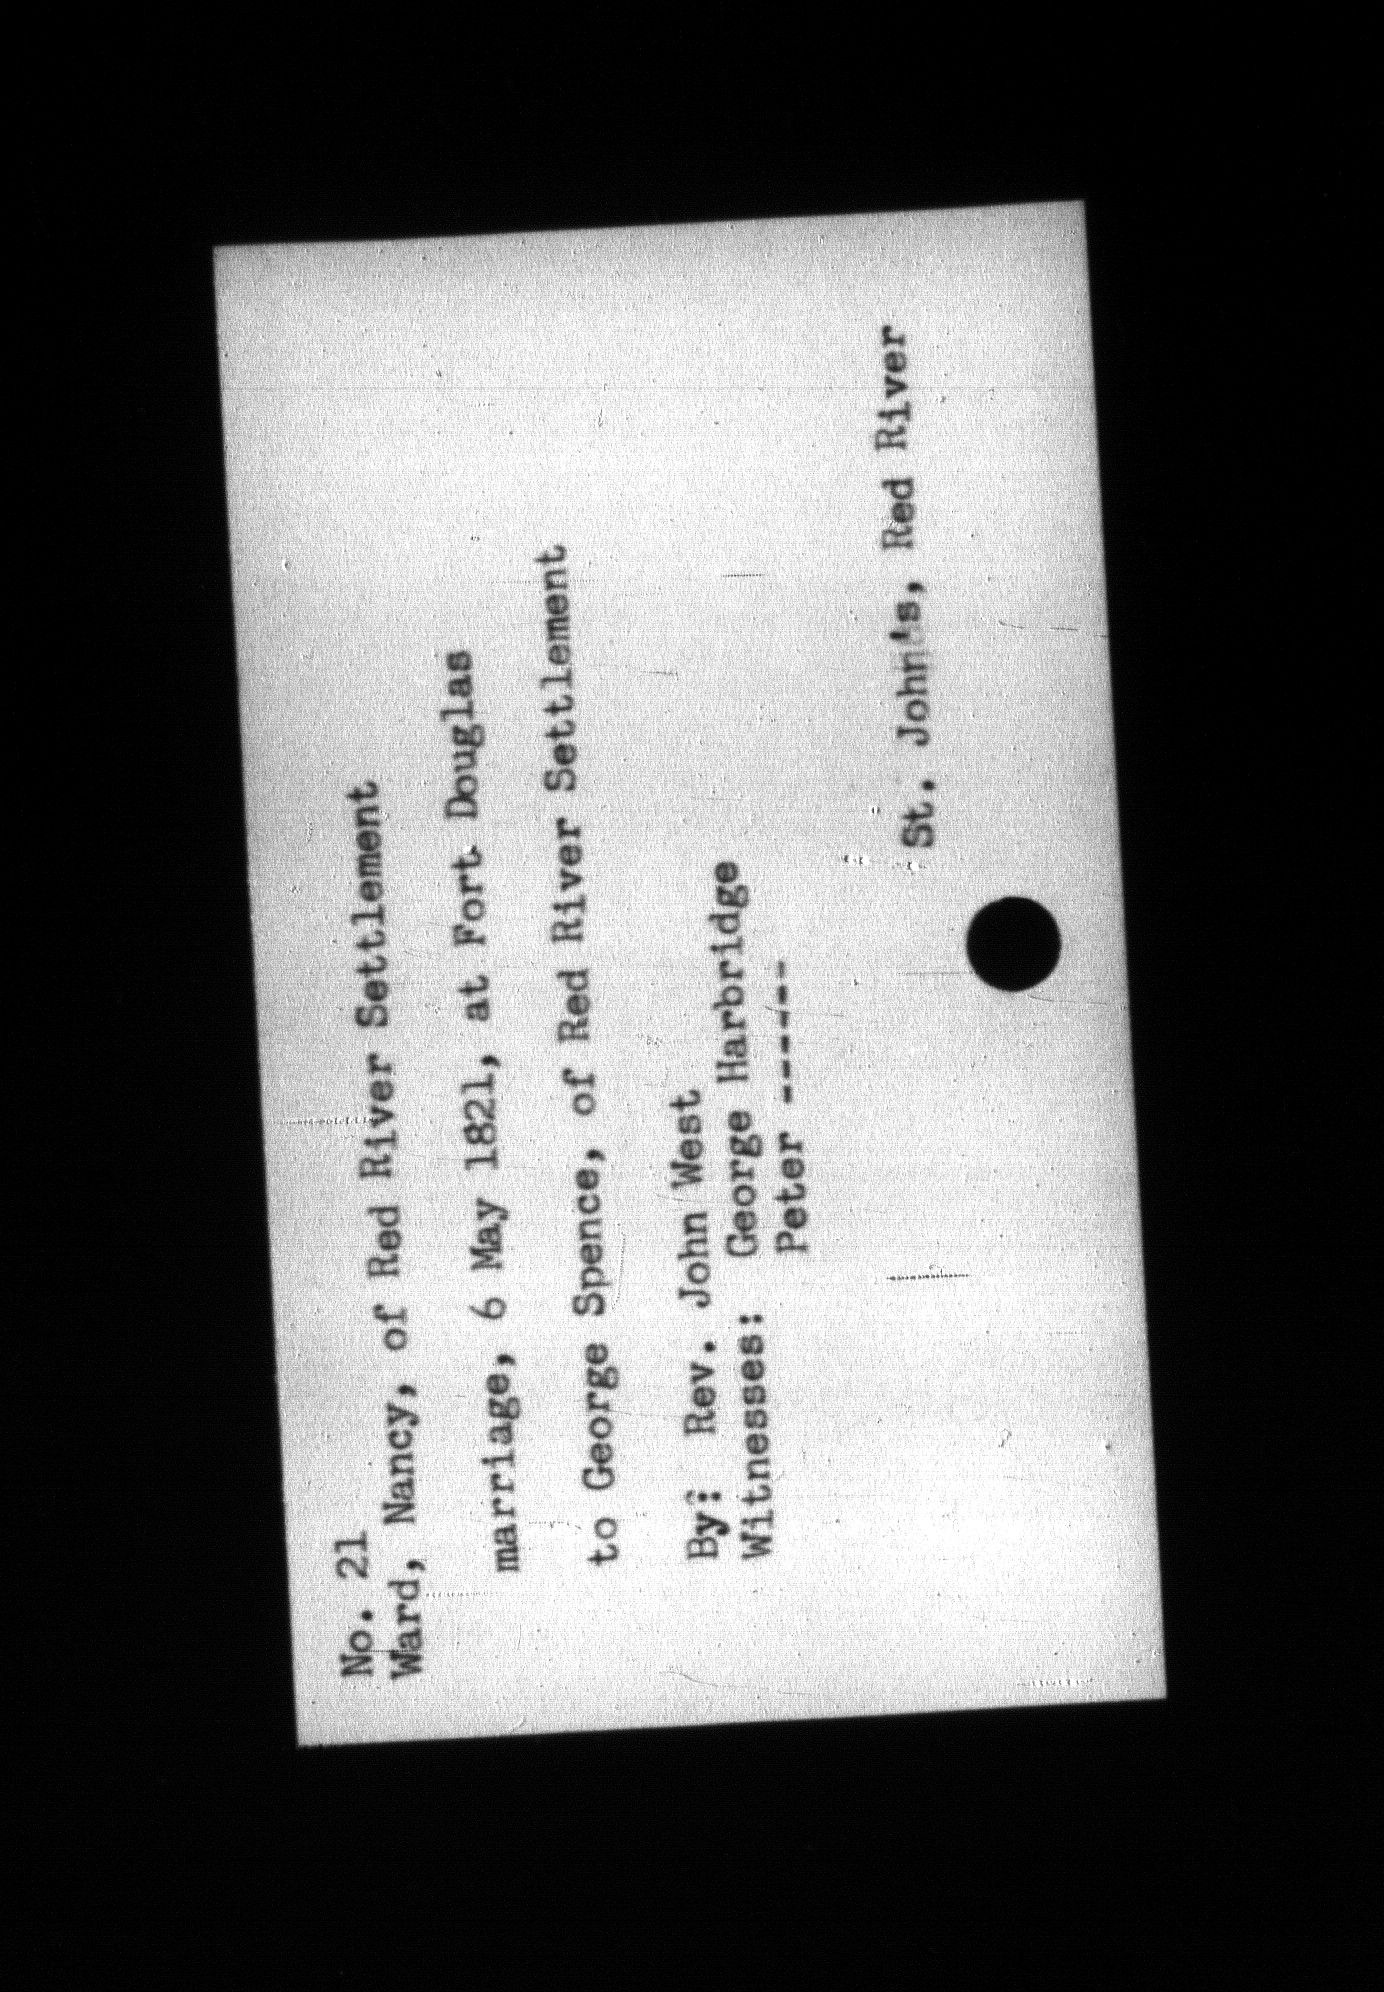 No. 21
Ward, Nancy, of Red River Settlement
marriage, 6 May 1821, at Fort Douglas
to George Spence, of Red River Settlement
By: Rev. John West
Witnesses: George Harbridge
Peter ------
St. John's, Red River